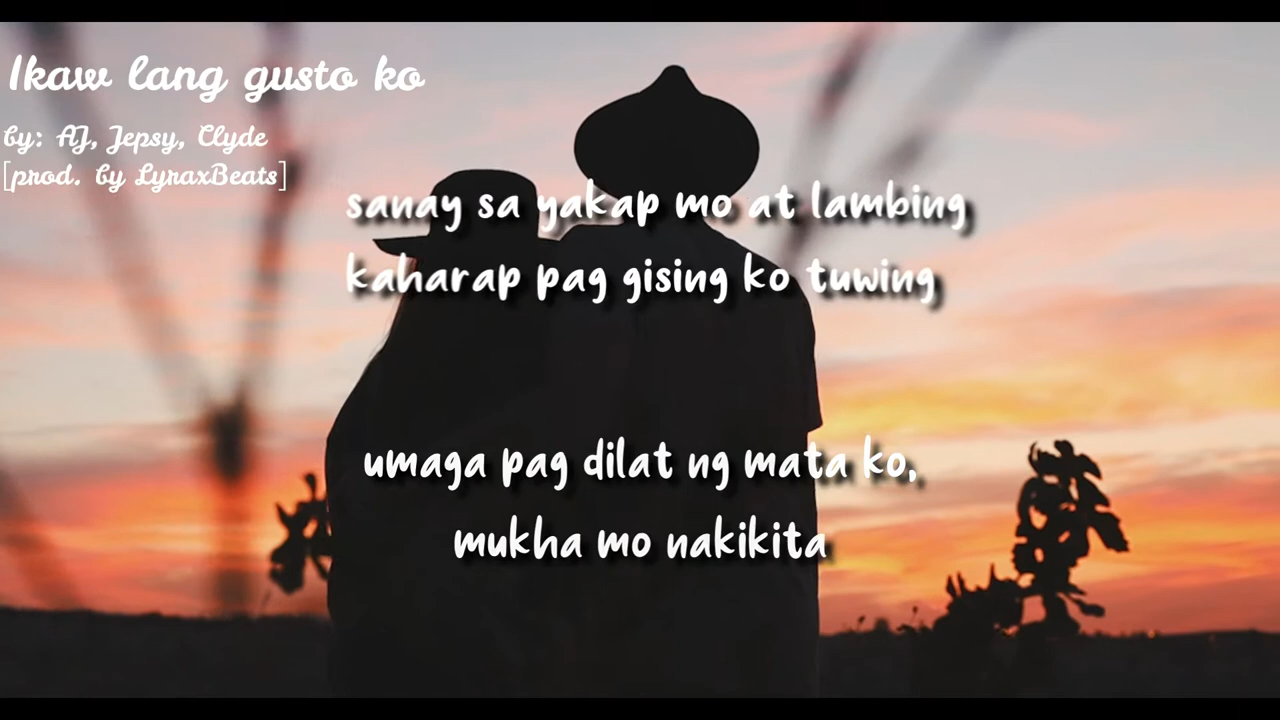 Ikaw lang gusto ko
by: AJ, Jepsy, Clyde
[prod. by LyraxBeats]
sanay sa yakap mo at lambing
kaharap pag gising ko tuwing
umaga pag dilat ng mata ko,
mukha mo nakikita